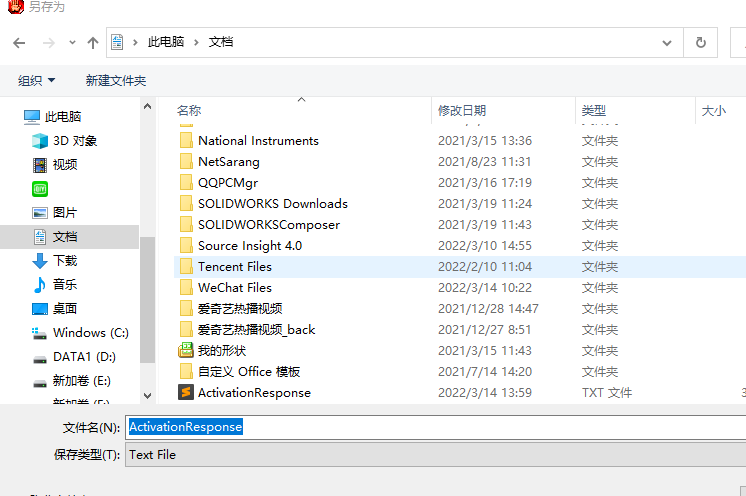 另存为
此电脑 文档
组织 新建文件夹
名称 修改日期 类型 大小
此电脑
3D 对象
视频
图片
文档
下载
音乐
桌面
Windows (C:)
DATA1 (D:)
新加卷 (E:)
National Instruments 2021/3/15 13:36 文件夹
NetSarang 2021/8/23 11:31 文件夹
QQPCMgr 2021/3/16 17:19 文件夹
SOLIDWORKS Downloads 2021/3/19 11:24 文件夹
SOLIDWORKSComposer 2021/3/19 11:43 文件夹
Source Insight 4.0 2022/3/10 14:55 文件夹
Tencent Files 2022/2/10 11:04 文件夹
WeChat Files 2022/3/14 10:22 文件夹
爱奇艺热播视频 2021/12/28 14:47 文件夹
爱奇艺热播视频_back 2021/12/27 8:51 文件夹
我的形状 2021/3/15 11:43 文件夹
自定义 Office 模板 2021/7/14 14:20 文件夹
ActivationResponse 2022/3/14 13:59 TXT 文件
文件名(N): ActivationResponse
保存类型(T): Text File